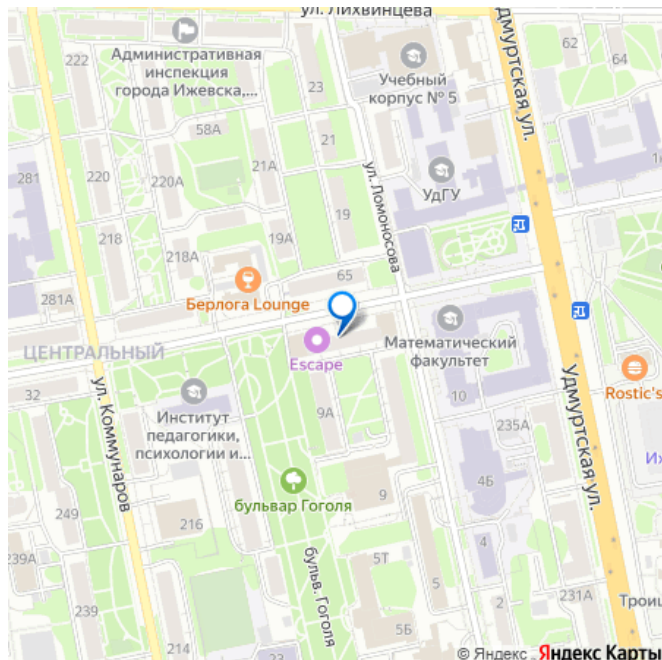 ул. Лихвинцева
222
Административная
инспекция
города Ижевска,...
23
Учебный
корпус № 5
Удмуртская ул.
62
64
58А
21
281
220
220А
21А
ул. Ломоносова
УдГУ
19
218
218А
19А
65
281А
Берлога Lounge
ЦЕНТРАЛЬНЫЙ
Escape
Математический
факультет
32
ул. Коммунаров
Институт
педагогики,
психологии и...
9А
10
235А
Rostic's
Удмуртская ул.
249
216
бульвар Гоголя
9
4Б
2
239А
239
бульв. Гоголя
5Т
5
4
231А
Трои
214
5Б
© Яндекс Яндекс Карты